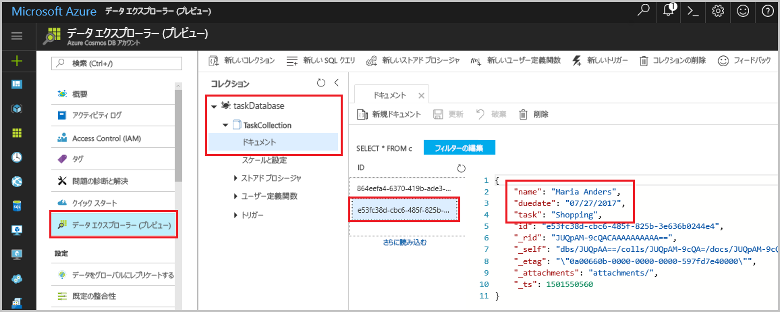 Microsoft Azure データ エクスプローラー (プレビュー)
データ エクスプローラー (プレビュー)
Azure Cosmos DB アカウント
検索 (Ctrl+/)
概要
アクティビティ ログ
Access Control (IAM)
タグ
問題の診断と解決
クイック スタート
データ エクスプローラー (プレビュー)
設定
データをグローバルにレプリケートする
既定の整合性
新しいコレクション 新しい SQL クエリ 新しいストアド プロシージャ 新しいユーザー定義関数 新しいトリガー コレクションの削除 フィードバック
コレクション
taskDatabase
TaskCollection
ドキュメント
スケールと設定
ストアド プロシージャ
ユーザー定義関数
トリガー
ドキュメント
新規ドキュメント 更新 破棄 削除
SELECT * FROM c フィルターの編集
ID
864eefa4-6370-419b-ade3-...
e53fc38d-cbc6-485f-825b-...
さらに読み込む
1 {
2 "name": "Maria Anders",
3 "duedate": "07/27/2017",
4 "task": "Shopping",
5 "id": "e53fc38d-cbc6-485f-825b-3e636b0244e4",
6 "_rid": "JUQpAM-9cQACAAAAAAAAAA==",
7 "_self": "dbs/JUQpAA==/colls/JUQpAM-9cQA=/docs/JUQpAM-9cQ
8 "_etag": "\"0a00660b-0000-0000-0000-597fd7e40000\"",
9 "_attachments": "attachments/",
10 "_ts": 1501550560
11 }